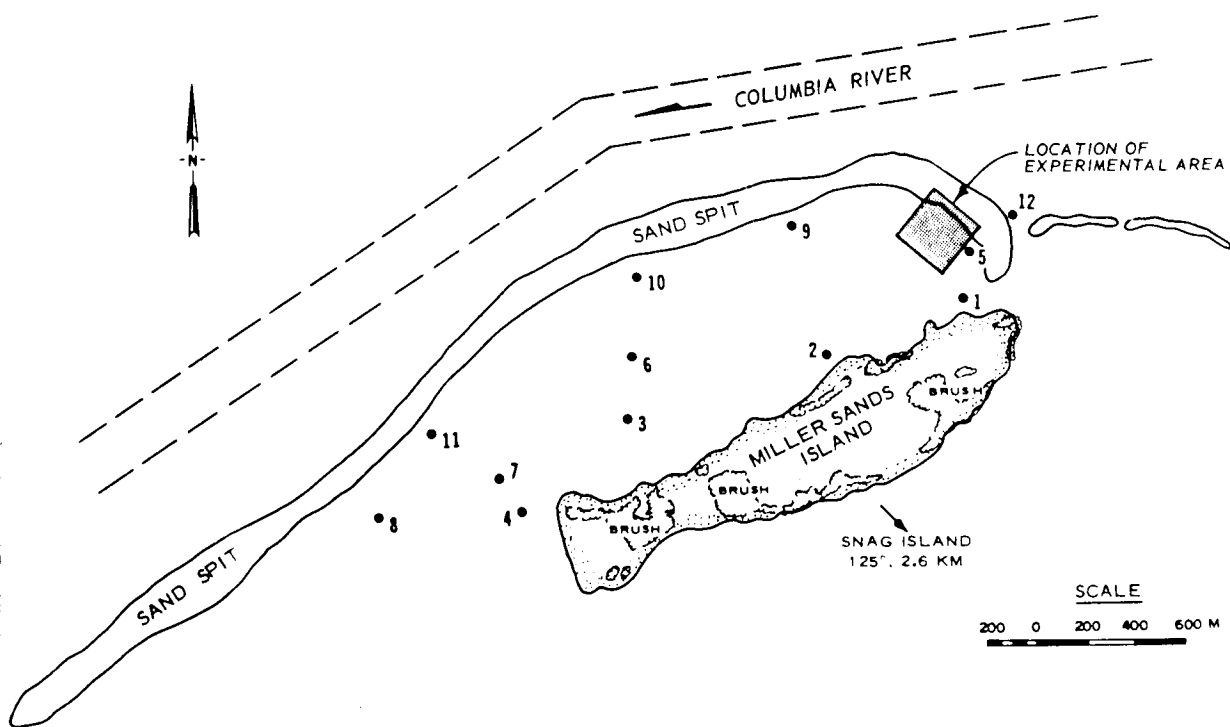 COLUMBIA RIVER
N
LOCATION OF
EXPERIMENTAL AREA
12
SAND SPIT
9
5
10
1
2
6
BRUSH
3
MILLER SANDS
ISLAND
11
7
BRUSH
8
4
BRUSH
SNAG ISLAND
125°, 2.6 KM
SAND SPIT
SCALE
200 0 200 400 600 M